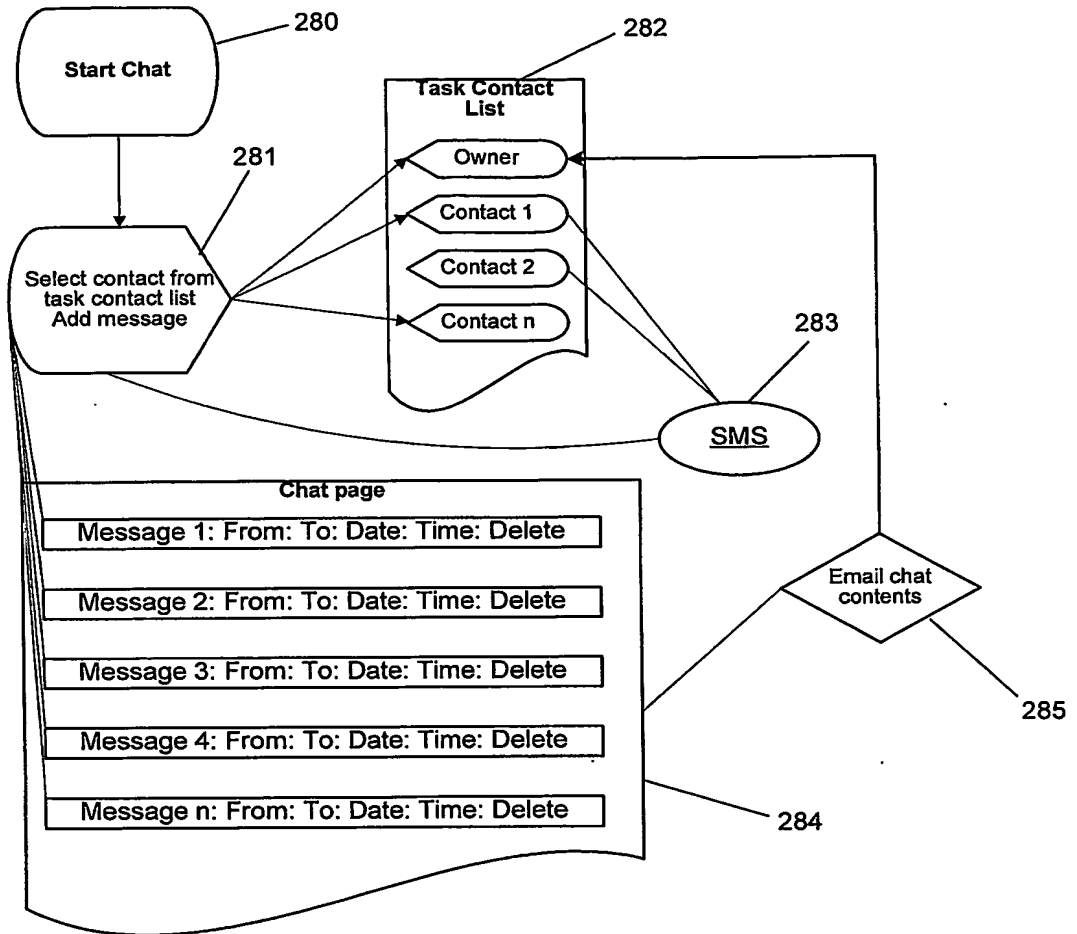 280
Start Chat
282
Task Contact
List
Owner
Contact 1
Contact 2
Contact n
281
Select contact from
task contact list
Add message
283
SMS
Chat page
Message 1: From: To: Date: Time: Delete
Message 2: From: To: Date: Time: Delete
Message 3: From: To: Date: Time: Delete
Message 4: From: To: Date: Time: Delete
Message n: From: To: Date: Time: Delete
Email chat
contents
285
284